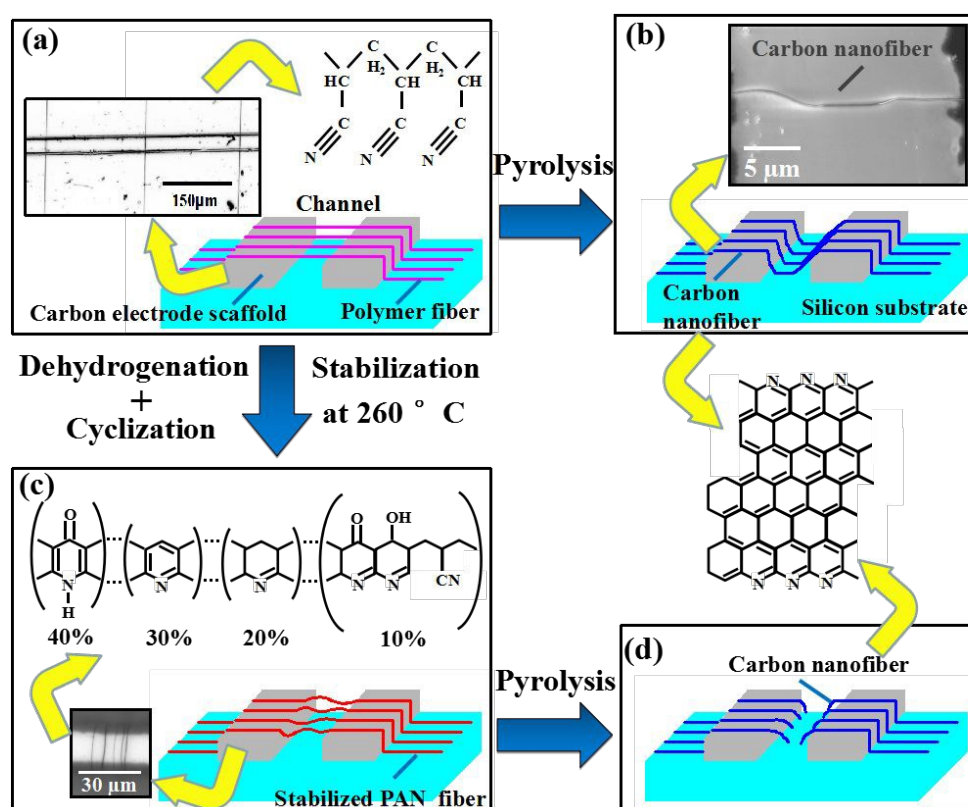 (a)
C
H2
C
H2
HC
CH
CH
C
C
C
N
N
N
150μm
Channel
Carbon electrode scaffold
Polymer fiber
Pyrolysis
(b)
Carbon nanofiber
5 μm
Carbon
nanofiber
Silicon substrate
Dehydrogenation
+
Cyclization
Stabilization
at 260 ° C
N N N
N N N
(c)
O
N
H
N
N
O
OH
N
N
CN
40%
30%
20%
10%
30 μm
Stabilized PAN fiber
Pyrolysis
(d)
Carbon nanofiber